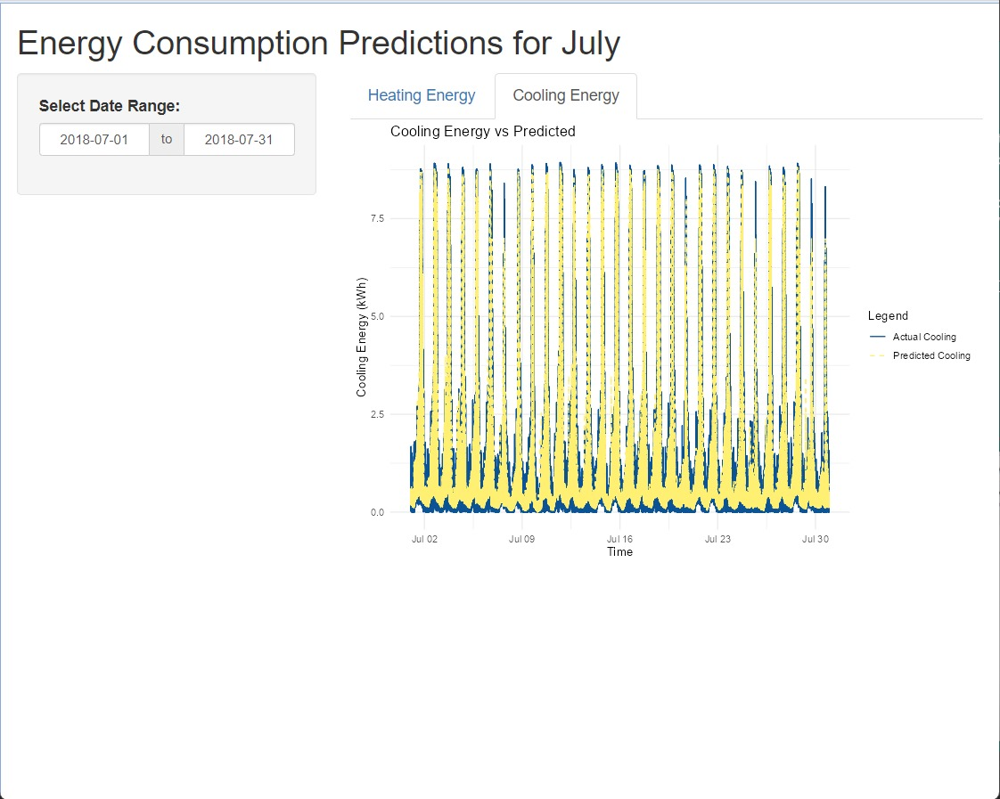 Energy Consumption Predictions for July
Select Date Range:
2018-07-01 to 2018-07-31
Heating Energy
Cooling Energy
Cooling Energy vs Predicted
Cooling Energy (kWh)
7.5
5.0
2.5
0.0
Jul 02
Jul 09
Jul 16
Jul 23
Jul 30
Time
Legend
Actual Cooling
Predicted Cooling